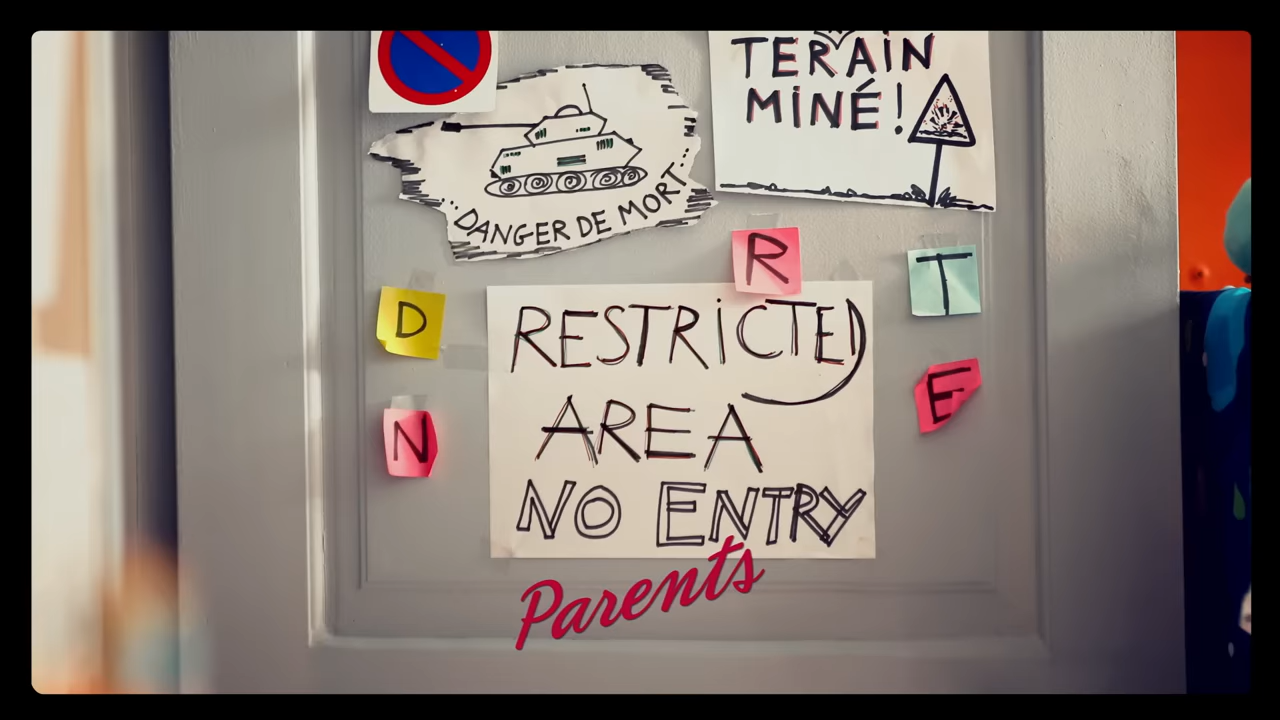 TERAIN
MINÉ!
DANGER DE MORT...
R
T
D
RESTRICTED
E
AREA
N
NO ENTRY
Parents